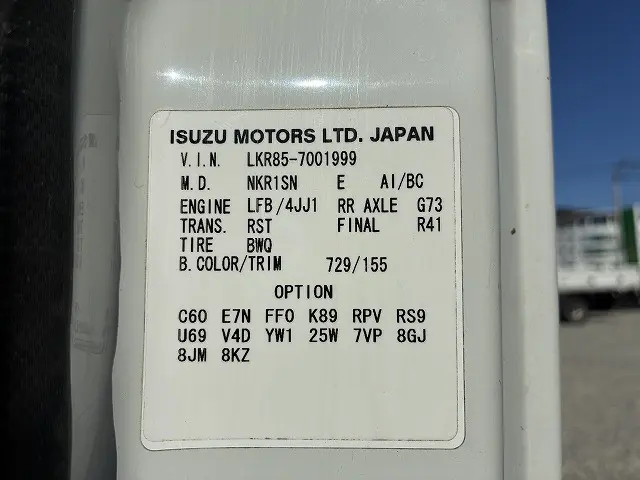 ISUZU MOTORS LTD. JAPAN
V.I.N. LKR85-7001999
M.D. NKR1SN E AI/BC
ENGINE LFB/4JJ1 RR AXLE G73
TRANS. RST FINAL R41
TIRE BWQ
B.COLOR/TRIM 729/155
OPTION
C60 E7N FF0 K89 RPV RS9
U69 V4D YW1 25W 7VP 8GJ
8JM 8KZ